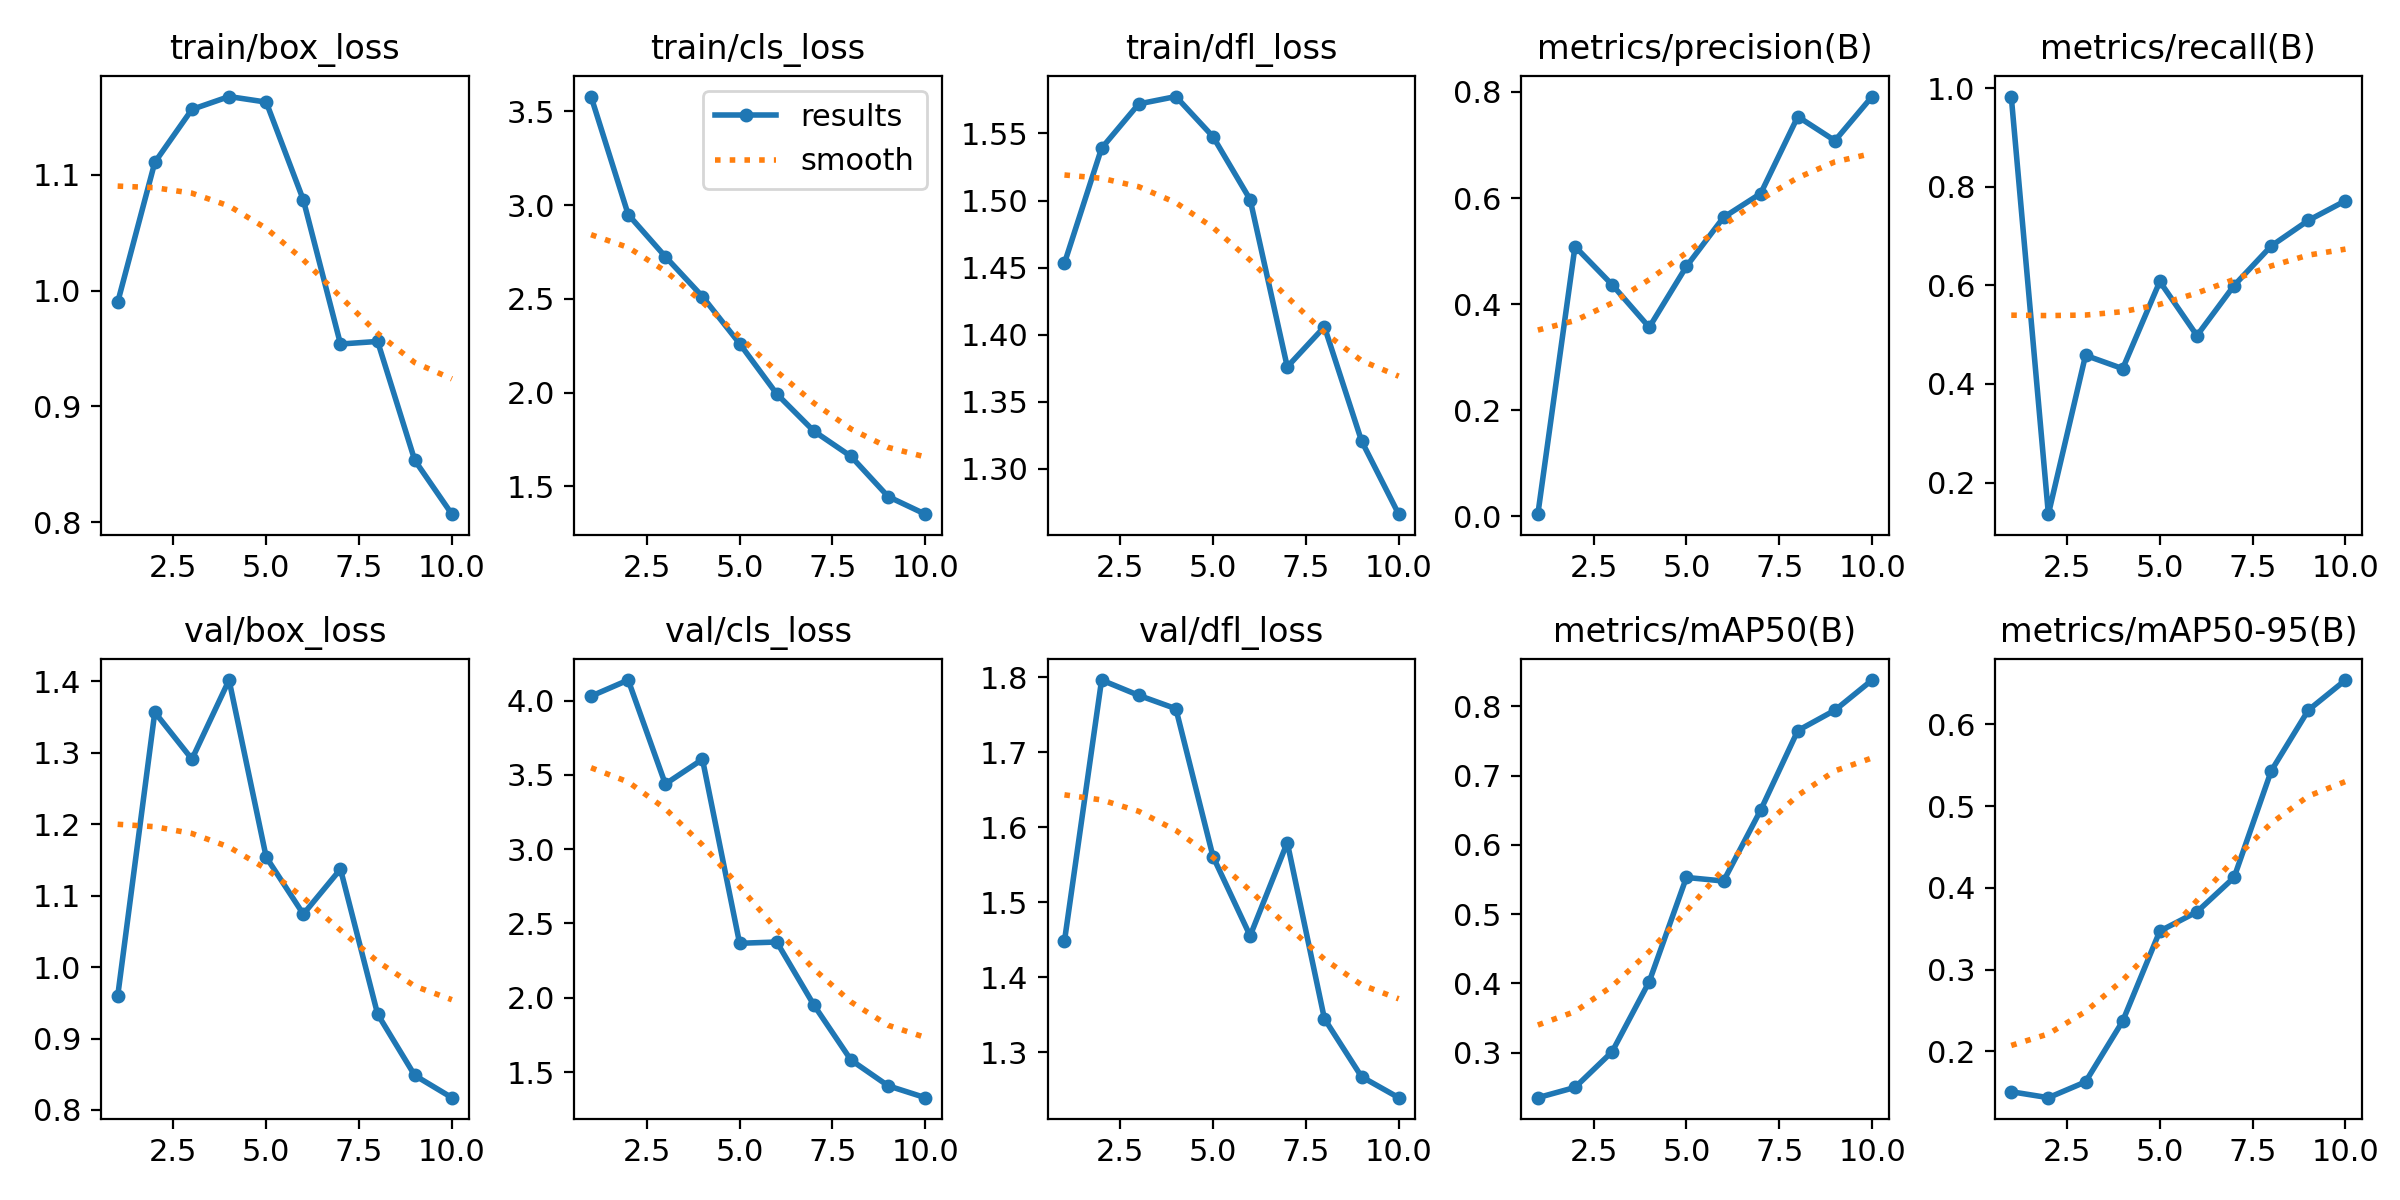 train/box_loss
train/cls_loss
train/dfl_loss
metrics/precision(B)
metrics/recall(B)
1.1
1.0
0.9
0.8
2.5 5.0 7.5 10.0
3.5
3.0
2.5
2.0
1.5
results
smooth
2.5 5.0 7.5 10.0
1.55
1.50
1.45
1.40
1.35
1.30
2.5 5.0 7.5 10.0
0.8
0.6
0.4
0.2
0.0
2.5 5.0 7.5 10.0
1.0
0.8
0.6
0.4
0.2
2.5 5.0 7.5 10.0
val/box_loss
val/cls_loss
val/dfl_loss
metrics/mAP50(B)
metrics/mAP50-95(B)
1.4
1.3
1.2
1.1
1.0
0.9
0.8
2.5 5.0 7.5 10.0
4.0
3.5
3.0
2.5
2.0
1.5
2.5 5.0 7.5 10.0
1.8
1.7
1.6
1.5
1.4
1.3
2.5 5.0 7.5 10.0
0.8
0.7
0.6
0.5
0.4
0.3
2.5 5.0 7.5 10.0
0.6
0.5
0.4
0.3
0.2
2.5 5.0 7.5 10.0